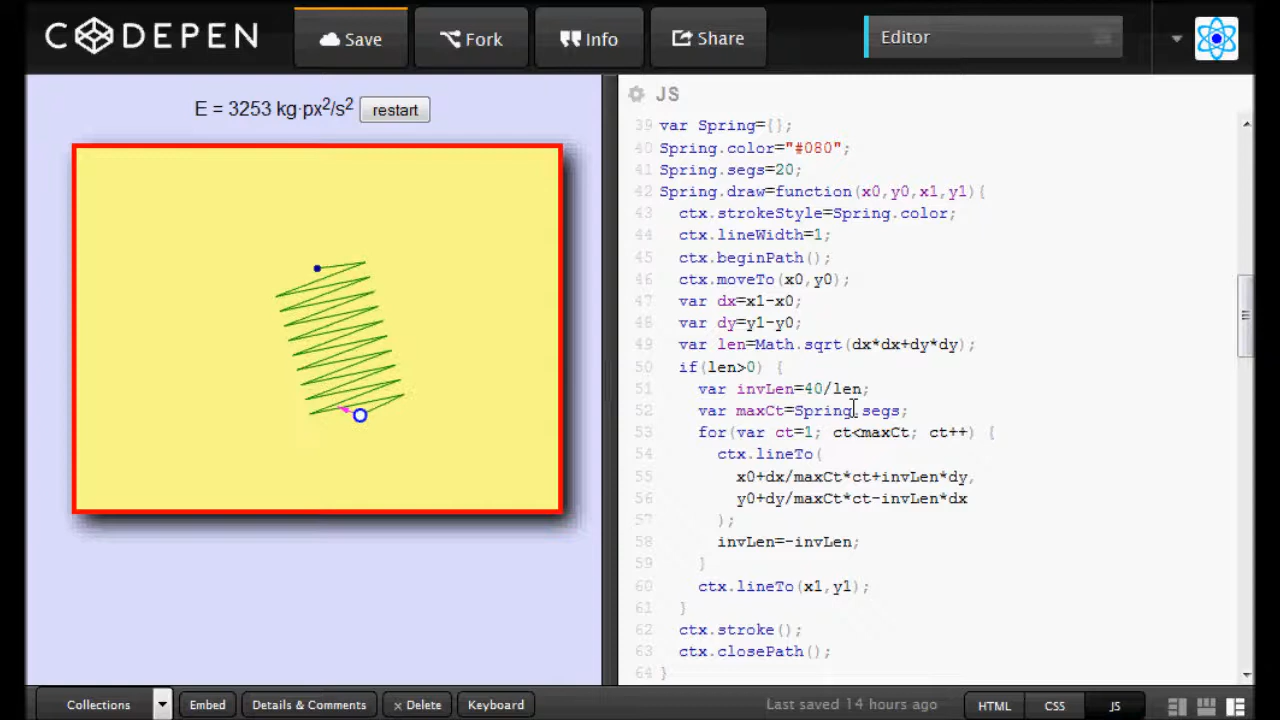 CODEPEN
Save
Fork
Info
Share
Editor
E = 3253 kg·px²/s²
restart
JS
39 var Spring={};
40 Spring.color="#080";
41 Spring.segs=20;
42 Spring.draw=function(x0,y0,x1,y1){
43 ctx.strokeStyle=Spring.color;
44 ctx.lineWidth=1;
45 ctx.beginPath();
46 ctx.moveTo(x0,y0);
47 var dx=x1-x0;
48 var dy=y1-y0;
49 var len=Math.sqrt(dx*dx+dy*dy);
50 if(len>0) {
51 var invLen=40/len;
52 var maxCt=Spring.segs;
53 for(var ct=1; ct<maxCt; ct++) {
54 ctx.lineTo(
55 x0+dx/maxCt*ct+invLen*dy,
56 y0+dy/maxCt*ct-invLen*dx
57 );
58 invLen=-invLen;
59 }
60 ctx.lineTo(x1,y1);
61 }
62 ctx.stroke();
63 ctx.closePath();
64 }
Collections
Embed
Details & Comments
× Delete
Keyboard
Last saved 14 hours ago
HTML
CSS
JS